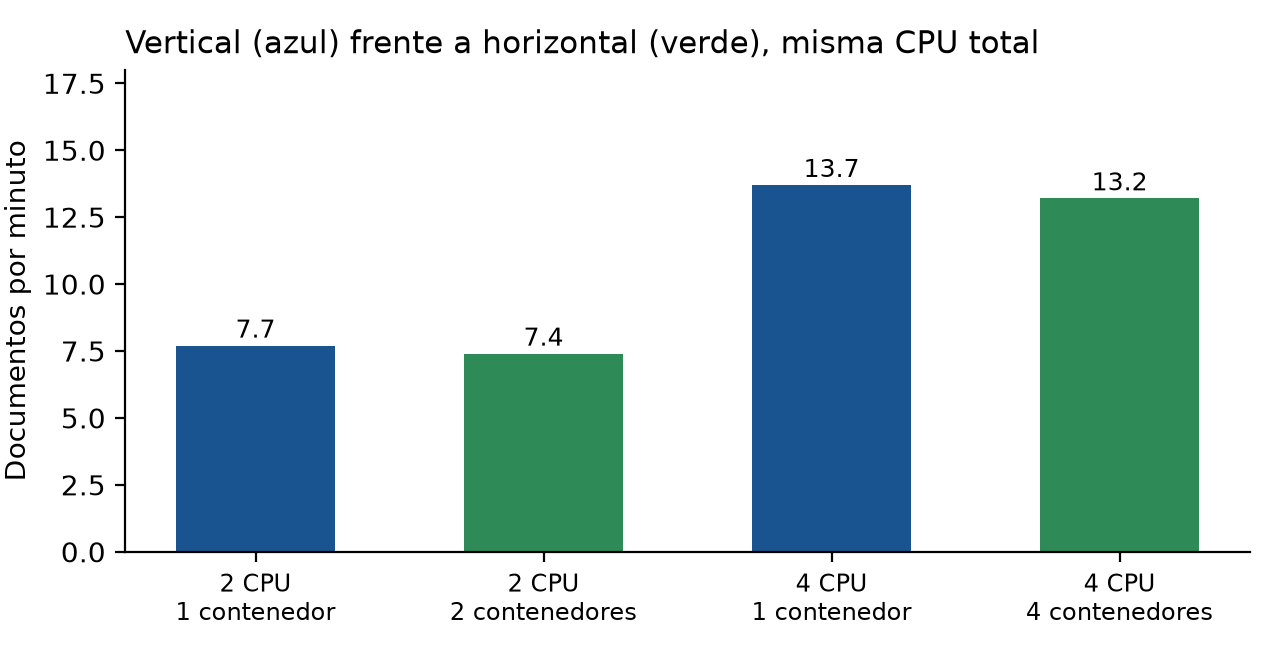 Vertical (azul) frente a horizontal (verde), misma CPU total
Documentos por minuto
17.5
15.0
12.5
10.0
7.5
5.0
2.5
0.0
7.7
7.4
13.7
13.2
2 CPU
1 contenedor
2 CPU
2 contenedores
4 CPU
1 contenedor
4 CPU
4 contenedores